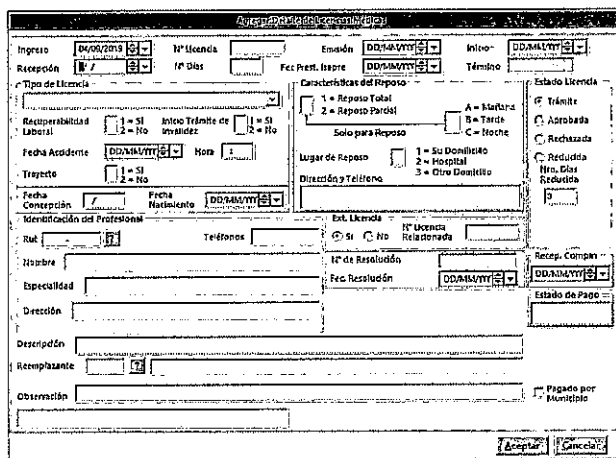 Agregar Detalle de Licencias Médicas
Ingreso 04/09/2019 N° Licencia Emisión DD/MM/YYY Inicio DD/MM/YYY
Recepción / / N° Días Fec Prest. Isapre DD/MM/YYY Término
Tipo de Licencia Características del Reposo Estado Licencia
1 = Reposo Total
2 = Reposo Parcial
A = Mañana
B = Tarde
C = Noche
Solo para Reposo
Trámite
Aprobada
Rechazada
Reducida
Nro. Días
Reducida
0
Recuperabilidad
Laboral
1 = SI
2 = No
Inicio Trámite de
Invalidez
1 = SI
2 = No
Fecha Accidente DD/MM/YYY Hora :
Trayecto
1 = SI
2 = No
Lugar de Reposo
1 = Su Domicilio
2 = Hospital
3 = Otro Domicilio
Dirección y Teléfono
Fecha
Concepción /
Fecha
Nacimiento DD/MM/YYY
Identificación del Profesional Ext. Licencia
Rut . ? Teléfonos
Si No N° Licencia
Relacionada
Nombre N° de Resolución Recep. Compin
Especialidad Fec. Resolución DD/MM/YYY DD/MM/YYY
Dirección Estado de Pago
Descripción
Reemplazante ?
Observación Pagado por
Municipio
Aceptar Cancelar